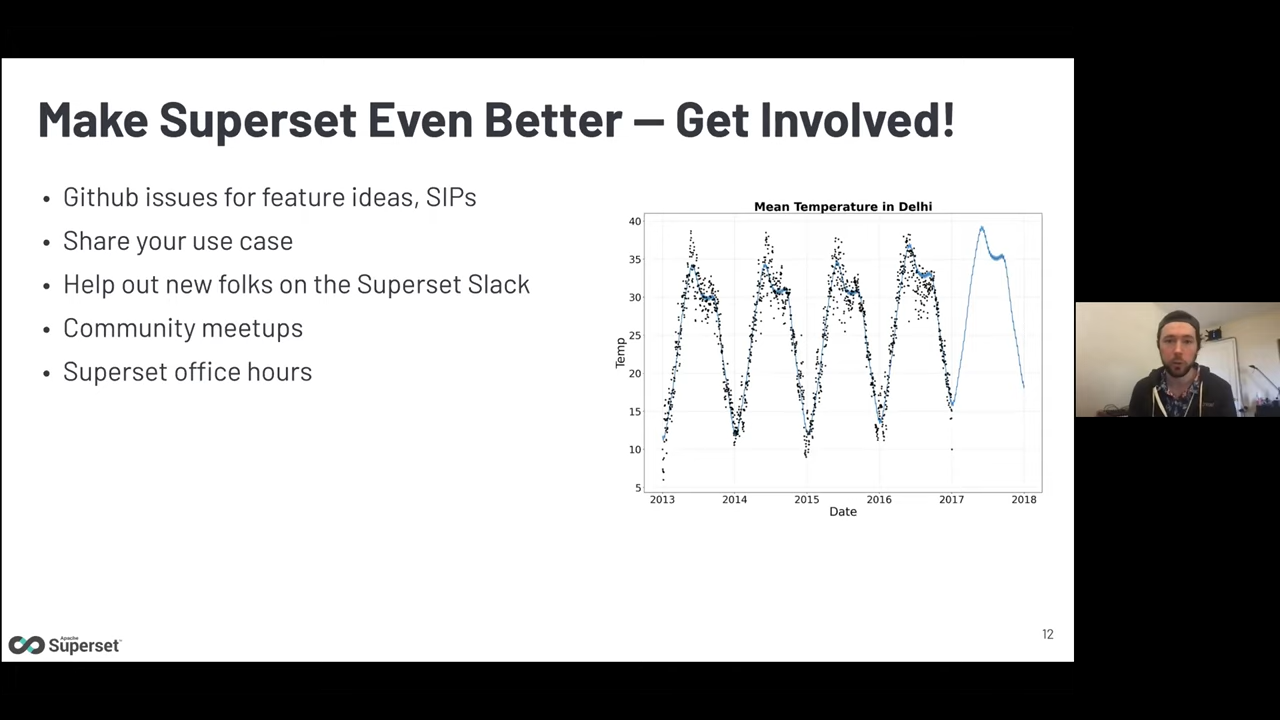 Make Superset Even Better — Get Involved!
• Github issues for feature ideas, SIPs
• Share your use case
• Help out new folks on the Superset Slack
• Community meetups
• Superset office hours
Mean Temperature in Delhi
40
35
30
25
20
15
10
5
Temp
2013 2014 2015 2016 2017 2018
Date
Apache
Superset™
12